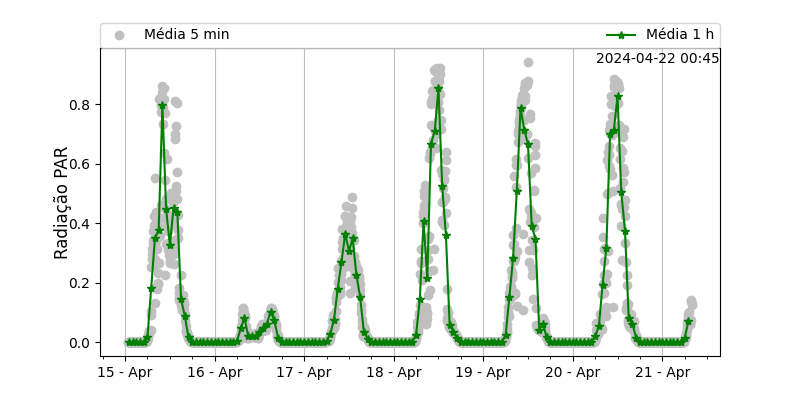 Média 5 min
Média 1 h
2024-04-22 00:45
Radiação PAR
0.8
0.6
0.4
0.2
0.0
15 - Apr
16 - Apr
17 - Apr
18 - Apr
19 - Apr
20 - Apr
21 - Apr